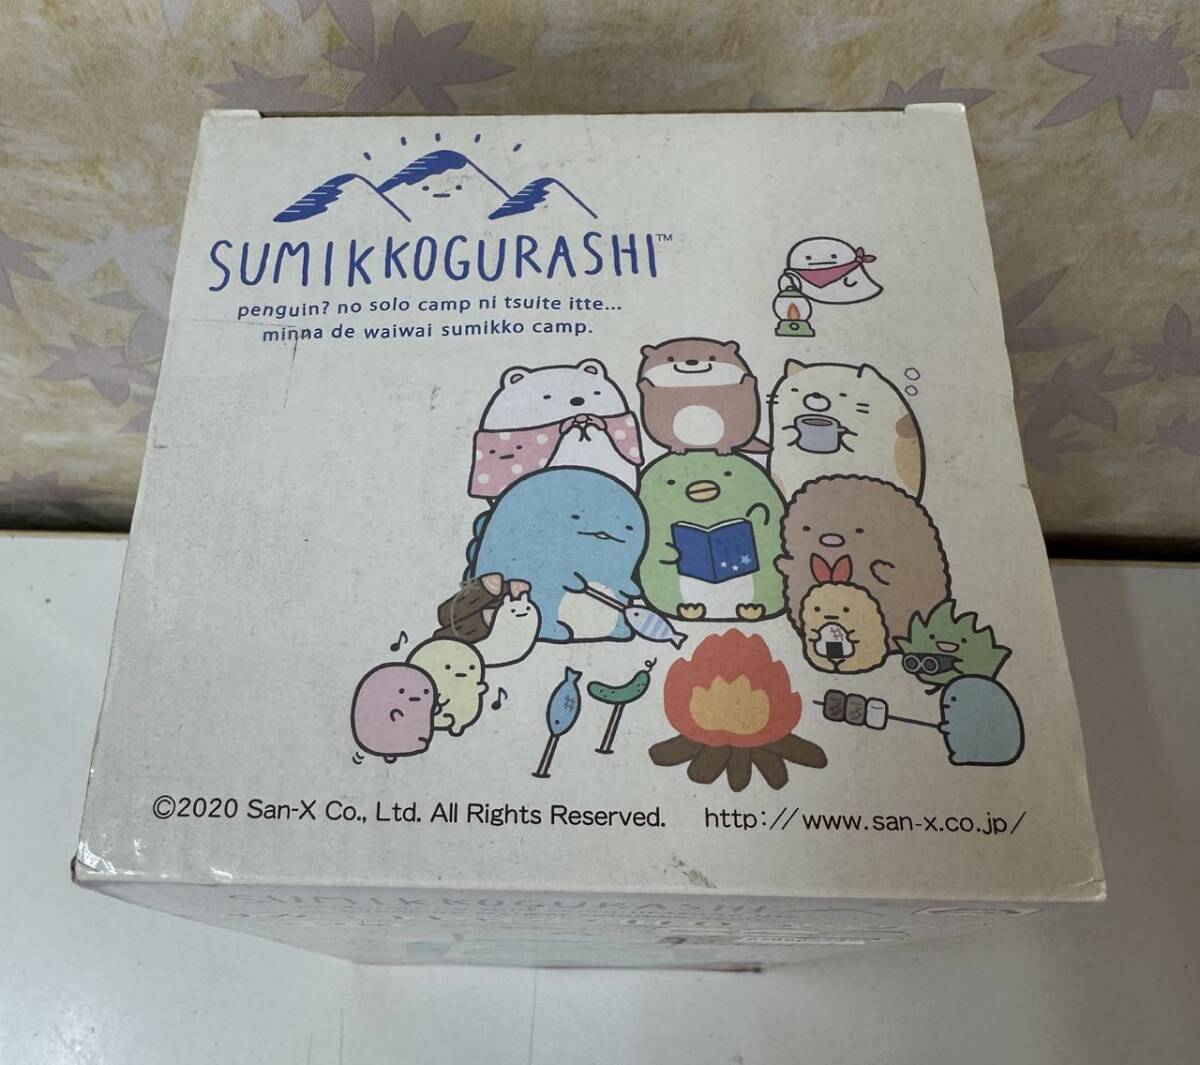 SUMIKKOGURASHI™
penguin? no solo camp ni tsuite itte...
minna de waiwai sumikko camp.
©2020 San-X Co., Ltd. All Rights Reserved. http://www.san-x.co.jp/
SUMIKKOGURASHI